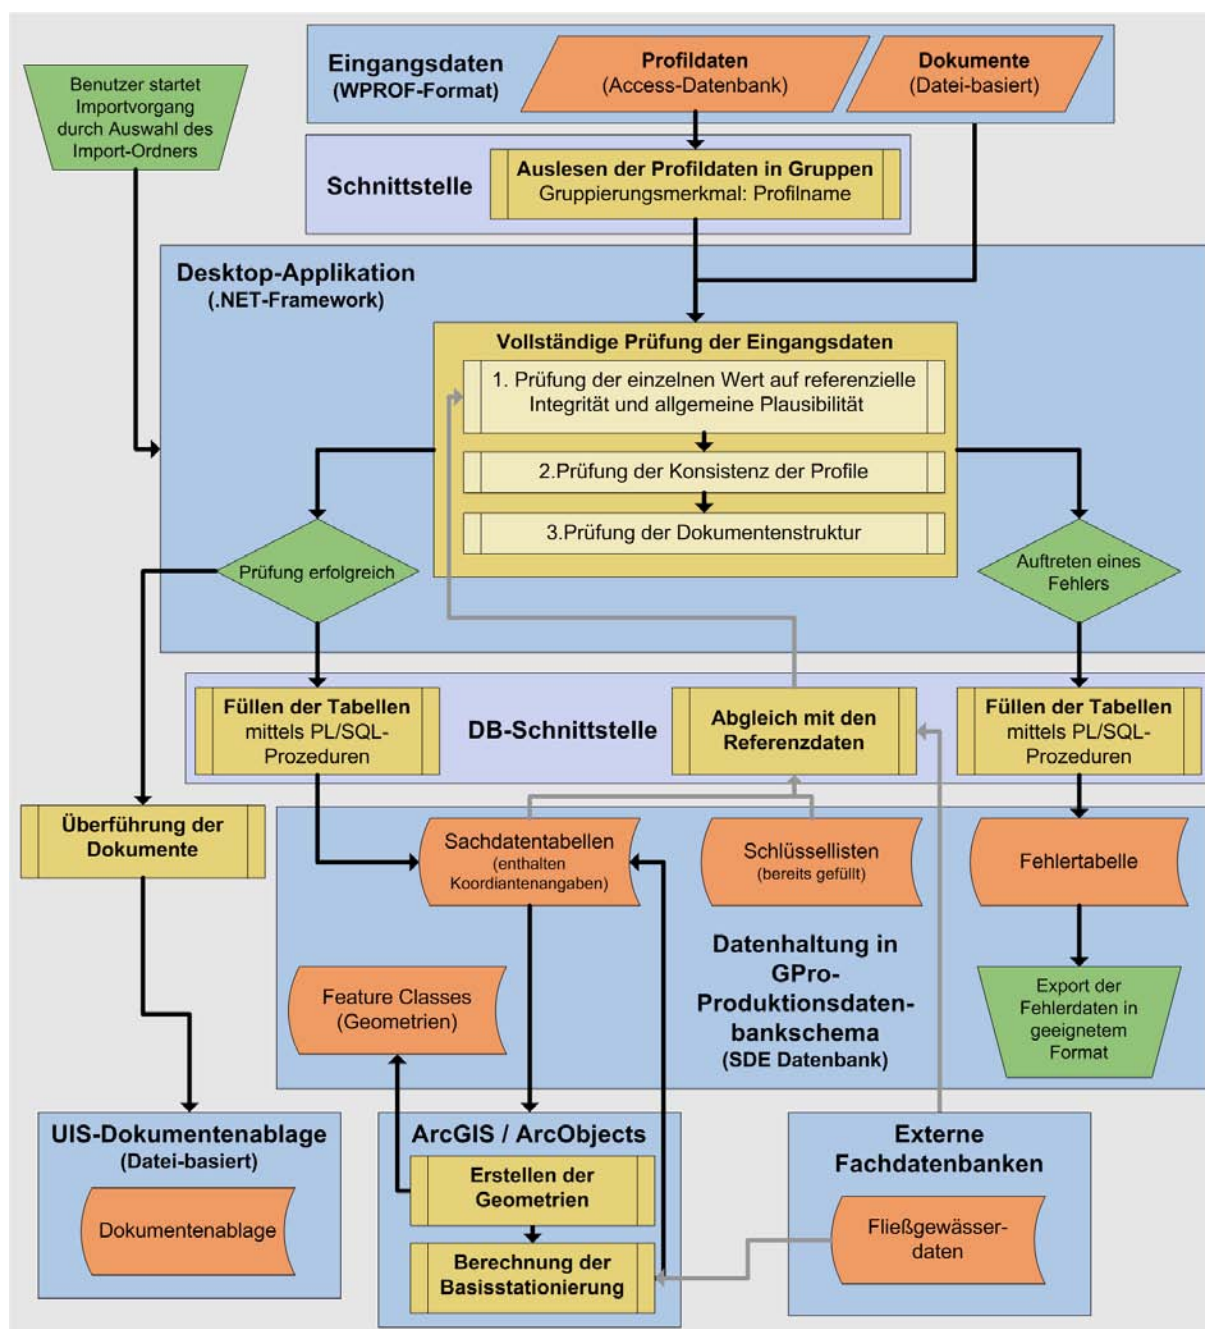 Benutzer startet
Importvorgang
durch Auswahl des
Import-Ordners
Eingangsdaten
(WPROF-Format)
Profildaten
(Access-Datenbank)
Dokumente
(Datei-basiert)
Schnittstelle
Auslesen der Profildaten in Gruppen
Gruppierungsmerkmal: Profilname
Desktop-Applikation
(.NET-Framework)
Vollständige Prüfung der Eingangsdaten
1. Prüfung der einzelnen Wert auf referenzielle
Integrität und allgemeine Plausibilität
2.Prüfung der Konsistenz der Profile
3.Prüfung der Dokumentenstruktur
Prüfung erfolgreich
Auftreten eines
Fehlers
Füllen der Tabellen
mittels PL/SQL-
Prozeduren
DB-Schnittstelle
Abgleich mit den
Referenzdaten
Füllen der Tabellen
mittels PL/SQL-
Prozeduren
Überführung der
Dokumente
Sachdatentabellen
(enthalten
Koordiantenangaben)
Schlüssellisten
(bereits gefüllt)
Fehlertabelle
Datenhaltung in
GPro-
Produktionsdaten-
bankschema
(SDE Datenbank)
Feature Classes
(Geometrien)
Export der
Fehlerdaten in
geeignetem
Format
UIS-Dokumentenablage
(Datei-basiert)
Dokumentenablage
ArcGIS / ArcObjects
Erstellen der
Geometrien
Berechnung der
Basisstationierung
Externe
Fachdatenbanken
Fließgewässer-
daten